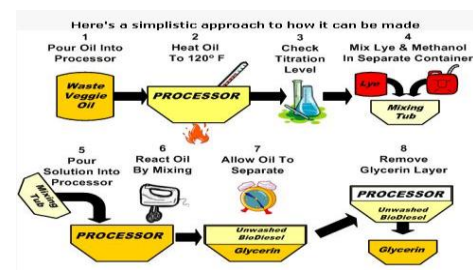 Here's a simplistic approach to how it can be made
1
Pour Oil Into
Processor
2
Heat Oil
To 120° F
3
Check
Titration
Level
4
Mix Lye & Methanol
In Separate Container
Waste
Veggie
Oil
PROCESSOR
Lye
Mixing
Tub
5
Pour
Solution Into
Processor
6
React Oil
By Mixing
7
Allow Oil To
Separate
8
Remove
Glycerin Layer
Mixing
Tub
PROCESSOR
Unwashed
BioDiesel
Glycerin
PROCESSOR
Unwashed
BioDiesel
Glycerin